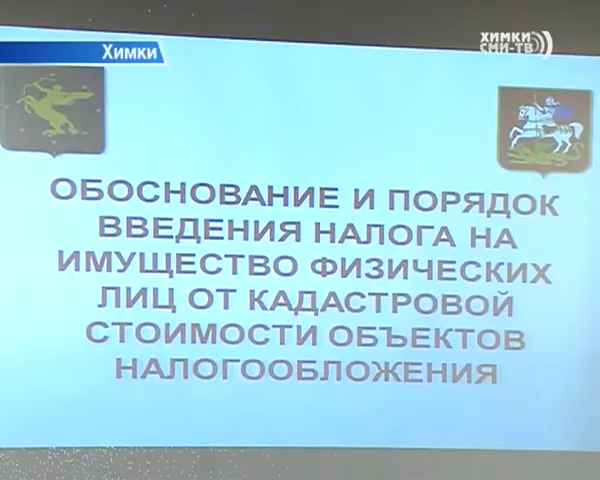 ХИМКИ
СМИ-ТВ
Химки
ОБОСНОВАНИЕ И ПОРЯДОК
ВВЕДЕНИЯ НАЛОГА НА
ИМУЩЕСТВО ФИЗИЧЕСКИХ
ЛИЦ ОТ КАДАСТРОВОЙ
СТОИМОСТИ ОБЪЕКТОВ
НАЛОГООБЛОЖЕНИЯ